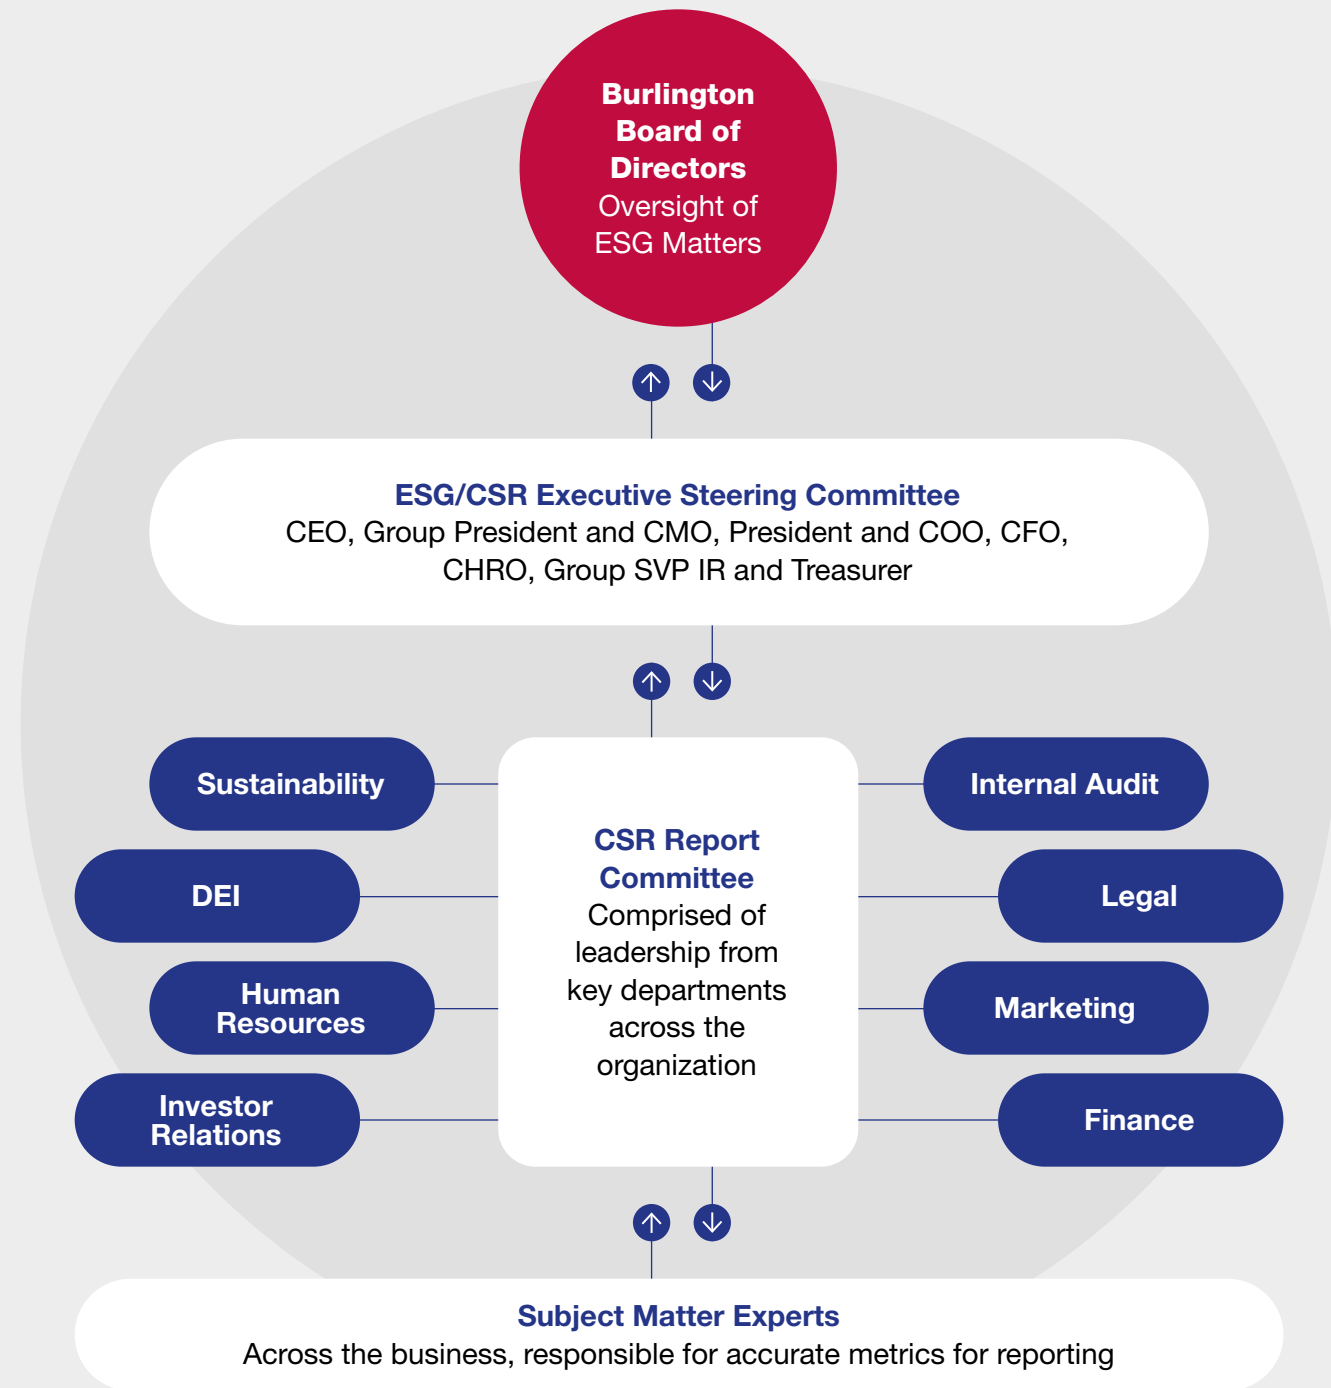 Burlington
Board of
Directors
Oversight of
ESG Matters
ESG/CSR Executive Steering Committee
CEO, Group President and CMO, President and COO, CFO,
CHRO, Group SVP IR and Treasurer
Sustainability
DEI
Human
Resources
Investor
Relations
CSR Report
Committee
Comprised of
leadership from
key departments
across the
organization
Internal Audit
Legal
Marketing
Finance
Subject Matter Experts
Across the business, responsible for accurate metrics for reporting